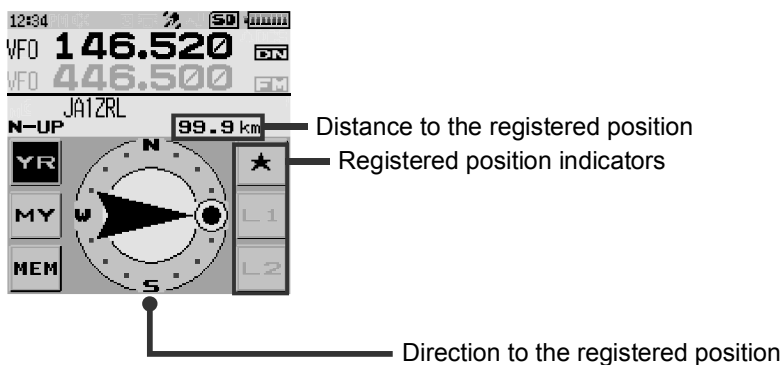 12:34 SD
VFO 146.520 DN
VFO 446.500 FM
JA1ZRL
N-UP 99.9 km
Distance to the registered position
YR N ★
Registered position indicators
MY W L1
MEM S L2
Direction to the registered position